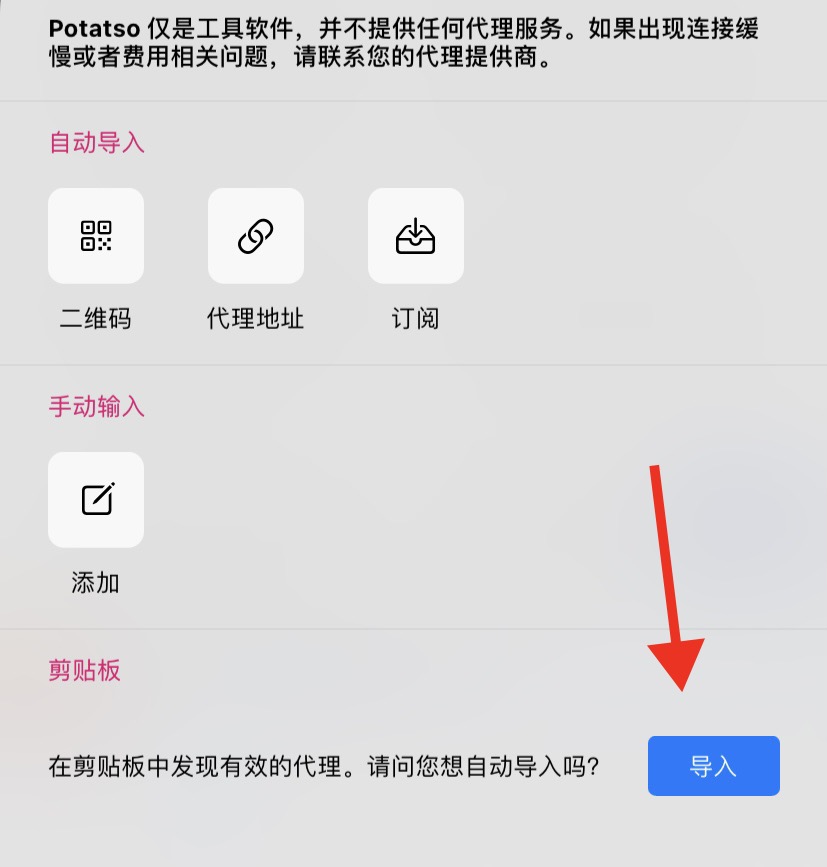 Potatso 仅是工具软件，并不提供任何代理服务。如果出现连接缓
慢或者费用相关问题，请联系您的代理提供商。
自动导入
二维码 代理地址 订阅
手动输入
添加
剪贴板
在剪贴板中发现有效的代理。请问您想自动导入吗? 导入